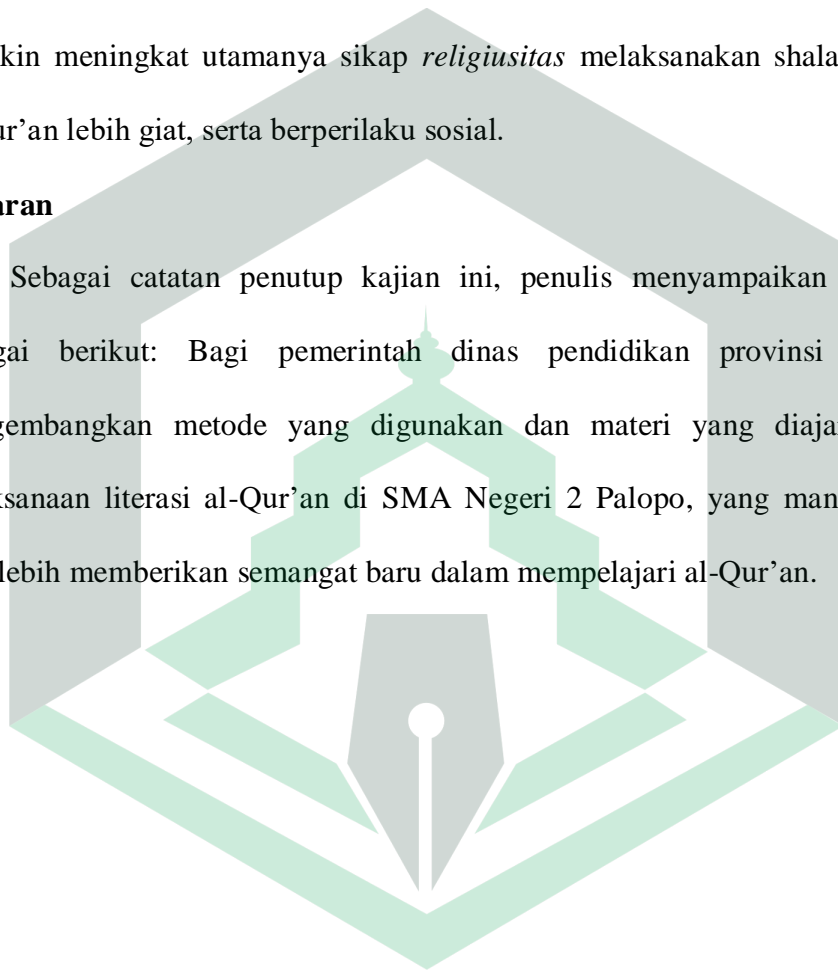 kin meningkat utamanya sikap religiusitas melaksanakan shala
ur’an lebih giat, serta berperilaku sosial.
aran
Sebagai catatan penutup kajian ini, penulis menyampaikan
gai berikut: Bagi pemerintah dinas pendidikan provinsi
gembangkan metode yang digunakan dan materi yang diaja
ksanaan literasi al-Qur’an di SMA Negeri 2 Palopo, yang man
lebih memberikan semangat baru dalam mempelajari al-Qur’an.